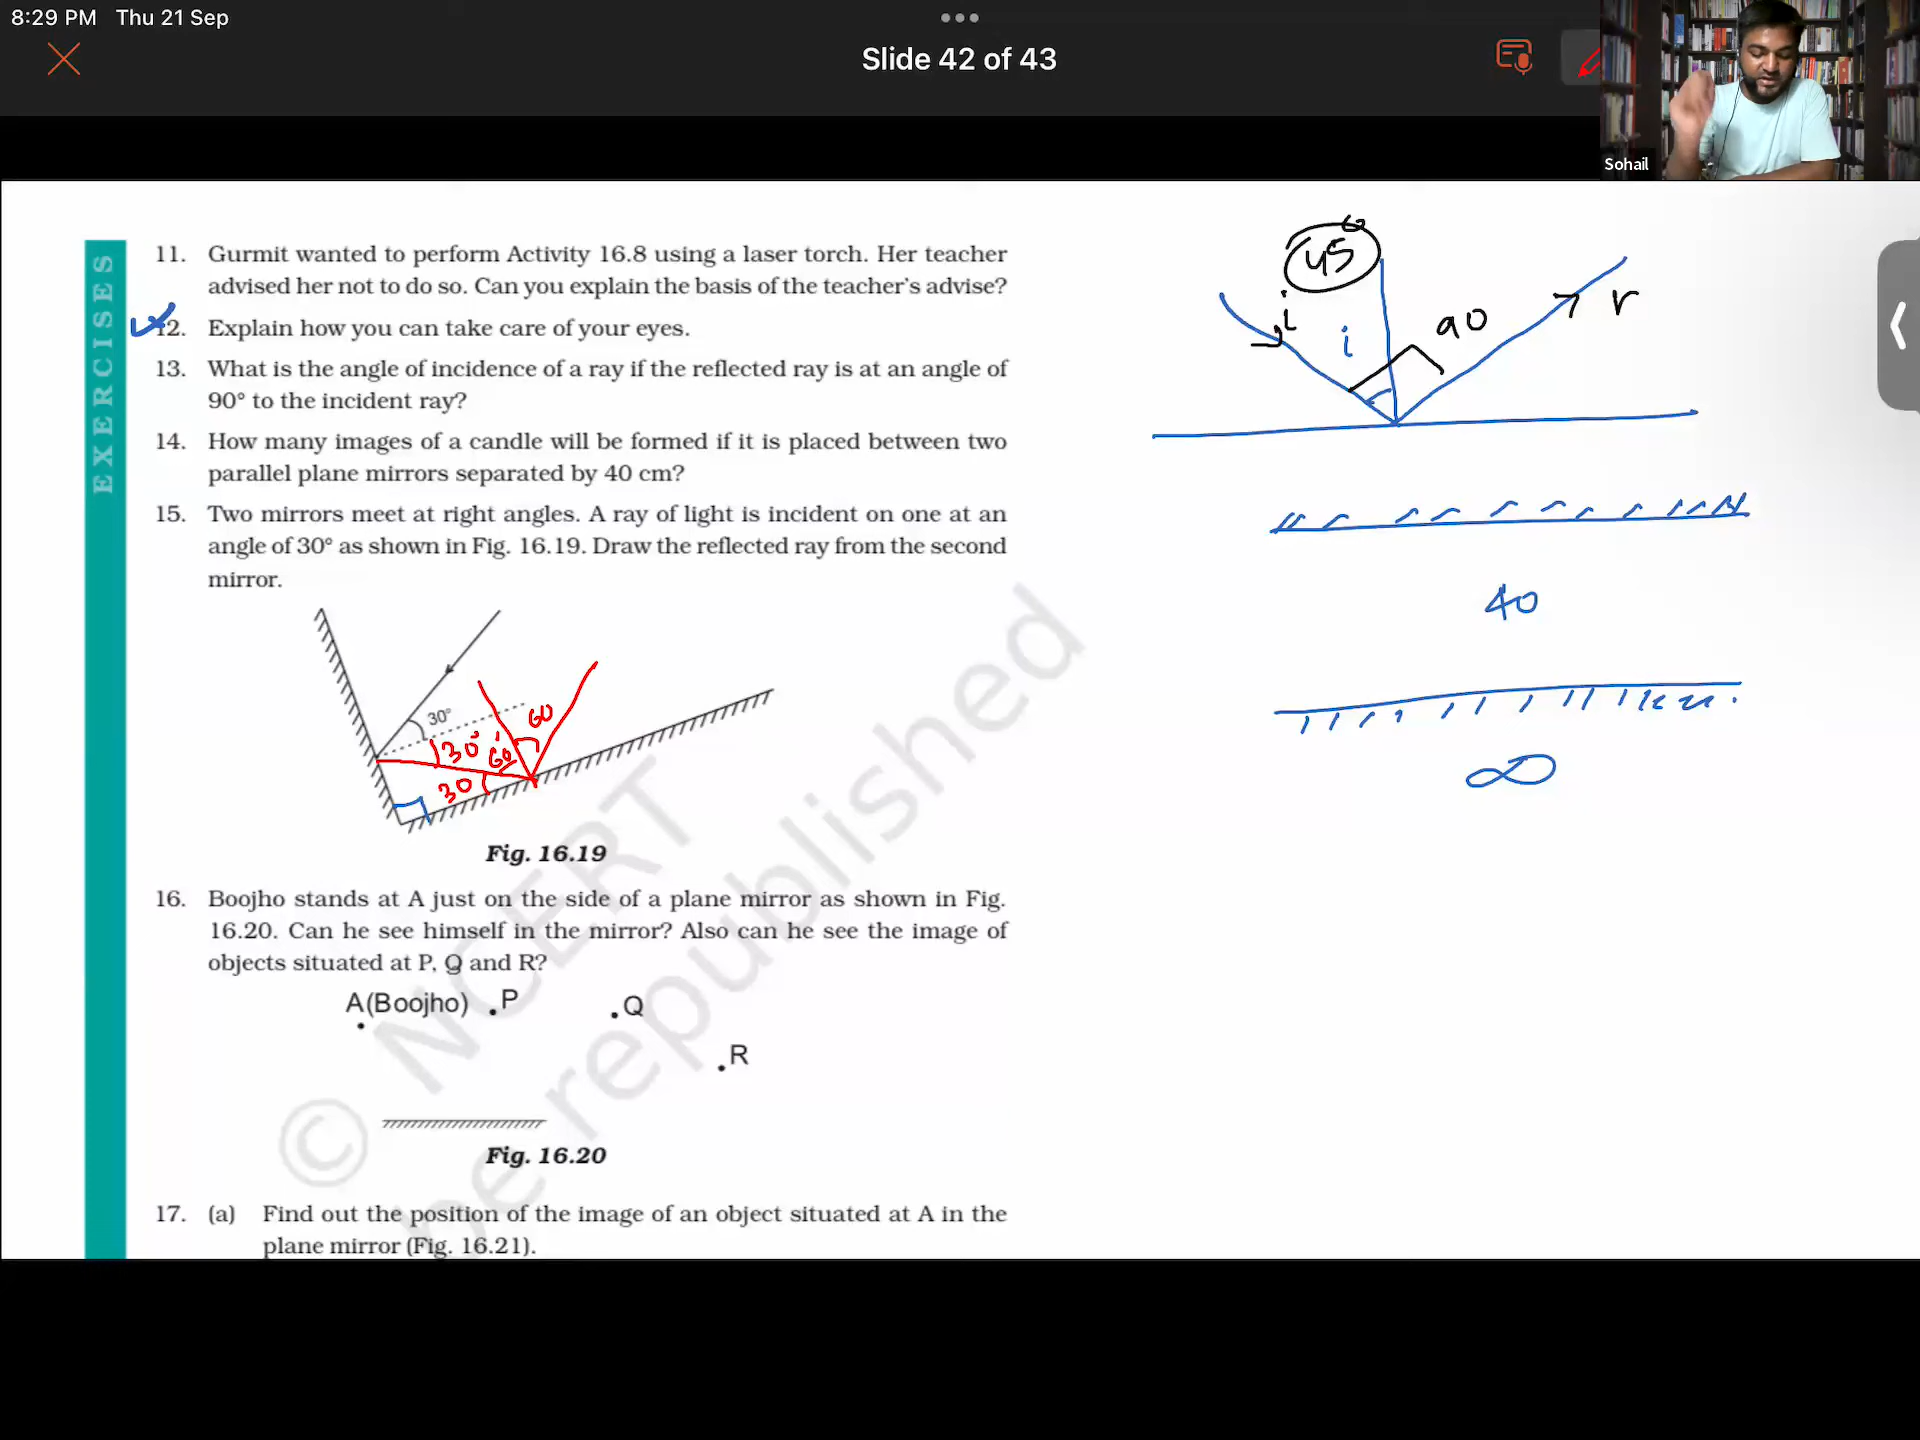 8:29 PM Thu 21 Sep
Slide 42 of 43
Sohail
EXERCISES
11. Gurmit wanted to perform Activity 16.8 using a laser torch. Her teacher
advised her not to do so. Can you explain the basis of the teacher's advise?
12. Explain how you can take care of your eyes.
13. What is the angle of incidence of a ray if the reflected ray is at an angle of
90° to the incident ray?
14. How many images of a candle will be formed if it is placed between two
parallel plane mirrors separated by 40 cm?
15. Two mirrors meet at right angles. A ray of light is incident on one at an
angle of 30° as shown in Fig. 16.19. Draw the reflected ray from the second
mirror.
30°
30°
60
60
30
Fig. 16.19
16. Boojho stands at A just on the side of a plane mirror as shown in Fig.
16.20. Can he see himself in the mirror? Also can he see the image of
objects situated at P, Q and R?
A(Boojho) P Q
R
Fig. 16.20
17. (a) Find out the position of the image of an object situated at A in the
plane mirror (Fig. 16.21).
© NCERT
be republished
45°
i
i
90
r
40
∞